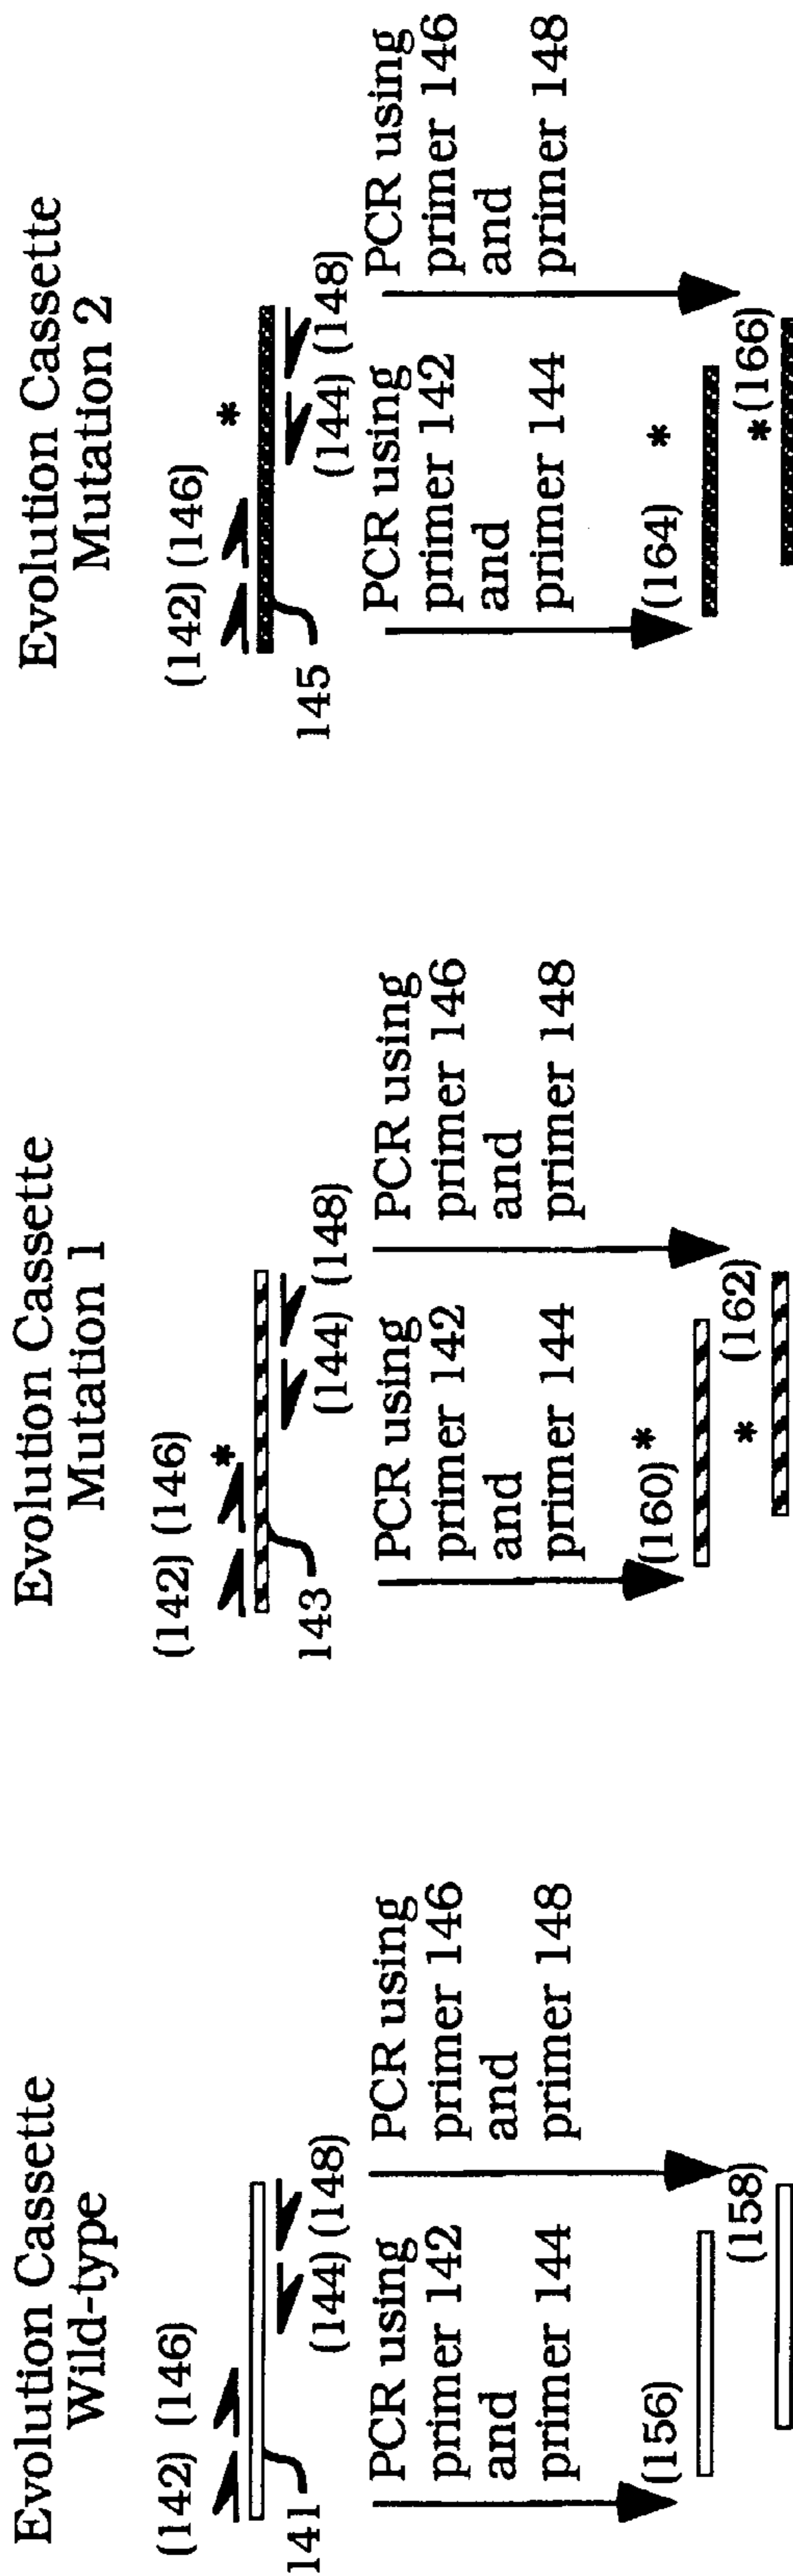 Evolution Cassette
Wild-type
(142) (146)
141
(144) (148)
PCR using
primer 142
and
primer 144
PCR using
primer 146
and
primer 148
(156)
(158)
Evolution Cassette
Mutation 1
(142) (146)
*
143
(144) (148)
PCR using
primer 142
and
primer 144
PCR using
primer 146
and
primer 148
(160) *
* (162)
Evolution Cassette
Mutation 2
(142) (146)
*
145
(144) (148)
PCR using
primer 142
and
primer 144
PCR using
primer 146
and
primer 148
(164) *
* (166)